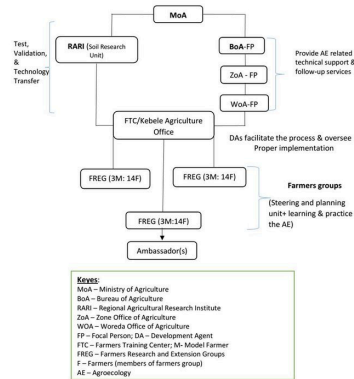 MoA
Test,
Validation,
&
Technology
Transfer
RARI (Soil Research
Unit)
BoA-FP
ZoA - FP
WoA-FP
Provide AE related
technical support &
follow-up services
FTC/Kebele Agriculture
Office
DAs facilitate the process & oversee
Proper implementation
FREG (3M: 14F)
FREG (3M: 14F)
FREG (3M:14F)
Farmers groups
(Steering and planning
unit+ learning & practice
the AE)
Ambassador(s)
Keyes:
MoA – Ministry of Agriculture
BoA – Bureau of Agriculture
RARI – Regional Agricultural Research Institute
ZoA – Zone Office of Agriculture
WOA – Woreda Office of Agriculture
FP – Focal Person; DA – Development Agent
FTC – Farmers Training Center; M- Model Farmer
FREG – Farmers Research and Extension Groups
F – Farmers (members of farmers group)
AE – Agroecology